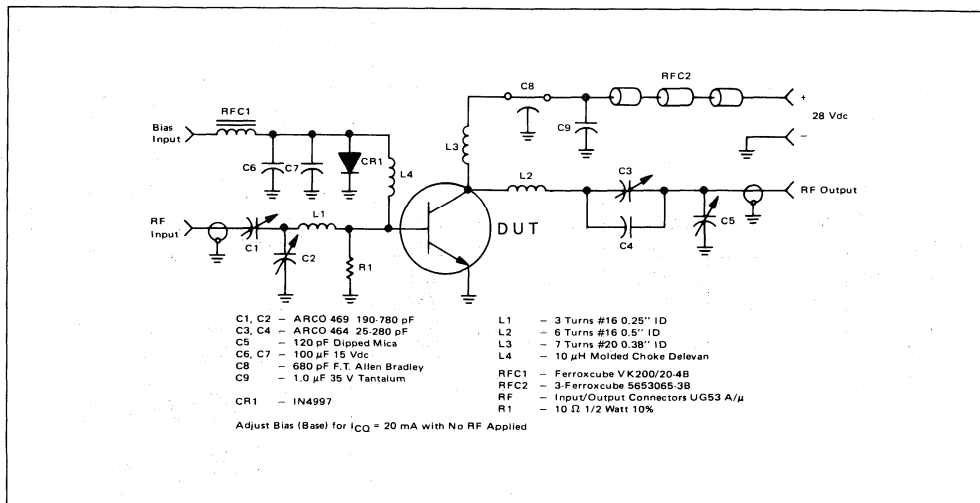 RFC1
Bias
Input
C6
C7
CR1
L4
RF
Input
C1
L1
C2
R1
DUT
L3
C8
C9
RFC2
+
28 Vdc
−
L2
C3
C4
C5
RF Output
C1, C2 – ARCO 469 190-780 pF
C3, C4 – ARCO 464 25-280 pF
C5 – 120 pF Dipped Mica
C6, C7 – 100 µF 15 Vdc
C8 – 680 pF F.T. Allen Bradley
C9 – 1.0 µF 35 V Tantalum
CR1 – IN4997
L1 – 3 Turns #16 0.25" ID
L2 – 6 Turns #16 0.5" ID
L3 – 7 Turns #20 0.38" ID
L4 – 10 µH Molded Choke Delevan
RFC1 – Ferroxcube VK200/20-4B
RFC2 – 3-Ferroxcube 5653065-3B
RF – Input/Output Connectors UG53 A/µ
R1 – 10 Ω 1/2 Watt 10%
Adjust Bias (Base) for ICQ = 20 mA with No RF Applied